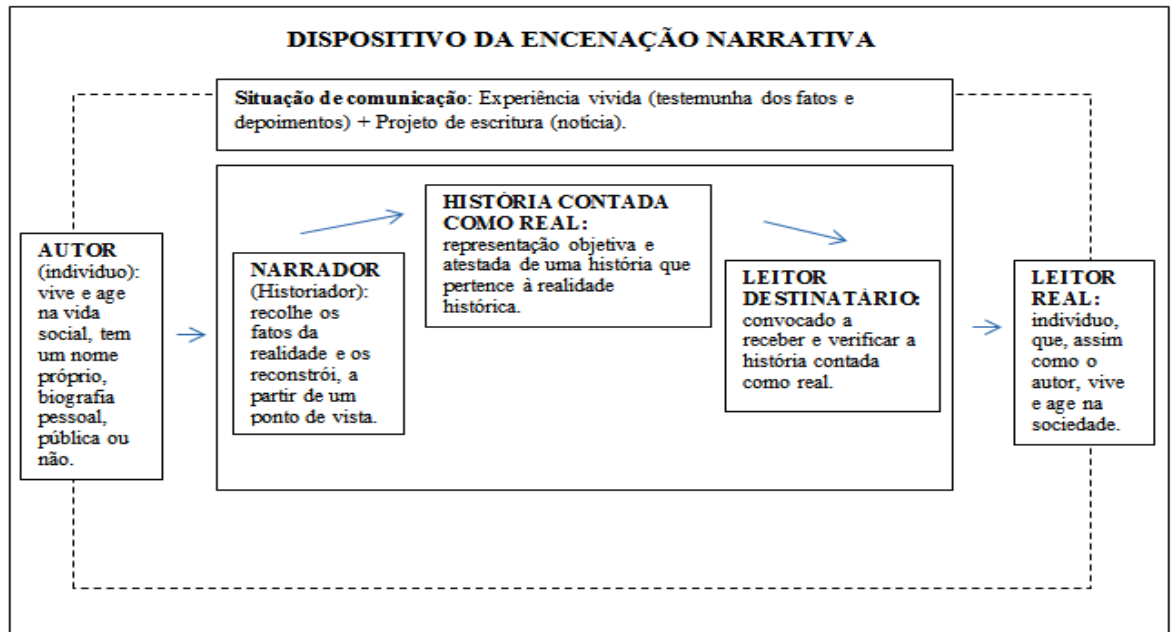 DISPOSITIVO DA ENCENAÇÃO NARRATIVA
Situação de comunicação: Experiência vivida (testemunha dos fatos e
depoimentos) + Projeto de escritura (notícia).
AUTOR
(indivíduo):
vive e age
na vida
social, tem
um nome
próprio,
biografia
pessoal,
pública ou
não.
NARRADOR
(Historiador):
recolhe os
fatos da
realidade e os
reconstrói, a
partir de um
ponto de vista.
HISTÓRIA CONTADA
COMO REAL:
representação objetiva e
atestada de uma história que
pertence à realidade
histórica.
LEITOR
DESTINATÁRIO:
convocado a
receber e verificar a
história contada
como real.
LEITOR
REAL:
indivíduo,
que, assim
como o
autor, vive
e age na
sociedade.